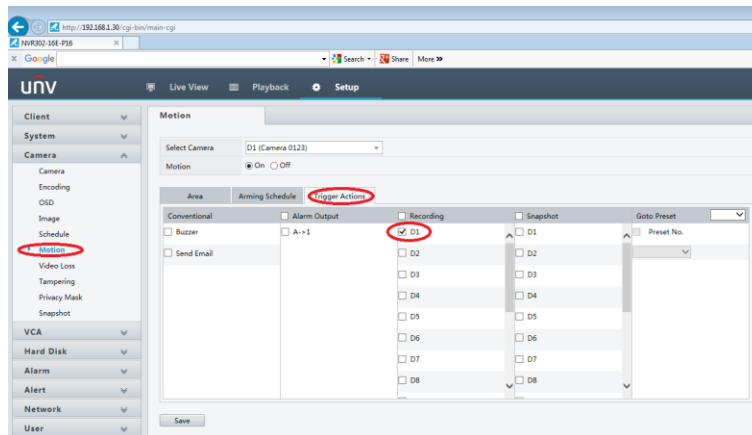 http://192.168.1.30/cgi-bin/main-cgi
NVR302-16E-P16 ×
× Google Search Share More »
unv Live View Playback Setup
Client
System
Camera
Camera
Encoding
OSD
Image
Schedule
Motion
Video Loss
Tampering
Privacy Mask
Snapshot
VCA
Hard Disk
Alarm
Alert
Network
User
Motion
Select Camera D1 (Camera 0123)
Motion On Off
Area Arming Schedule Trigger Actions
Conventional Alarm Output Recording Snapshot Goto Preset
Buzzer A->1 D1 D1 Preset No.
Send Email D2 D2
D3 D3
D4 D4
D5 D5
D6 D6
D7 D7
D8 D8
Save